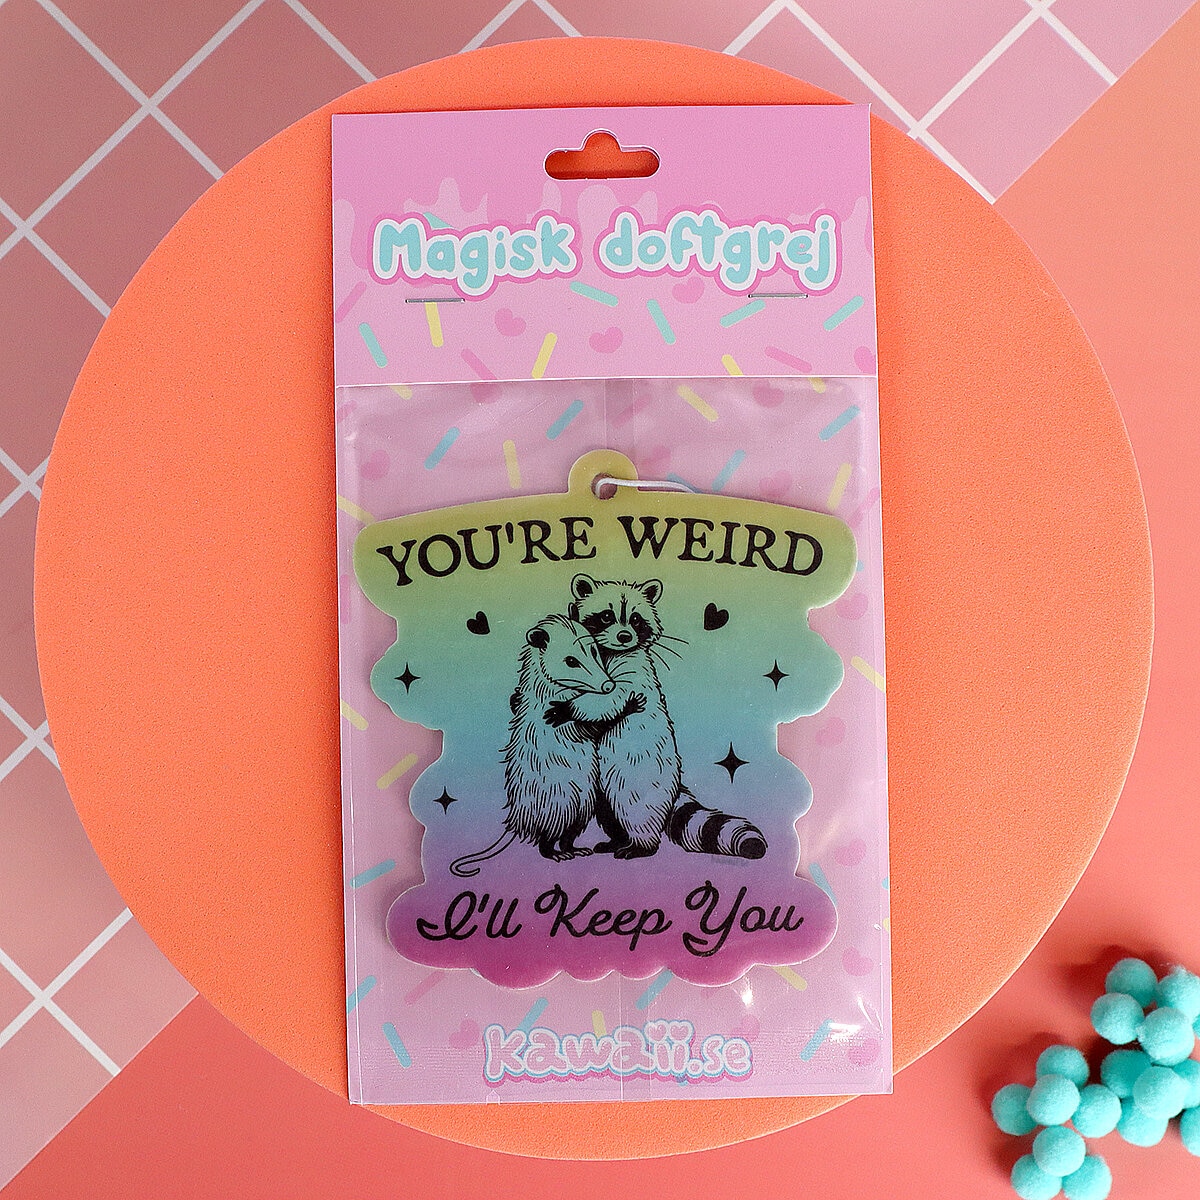 Magisk doftgrej
YOU'RE WEIRD
I'll Keep You
kawaii.se